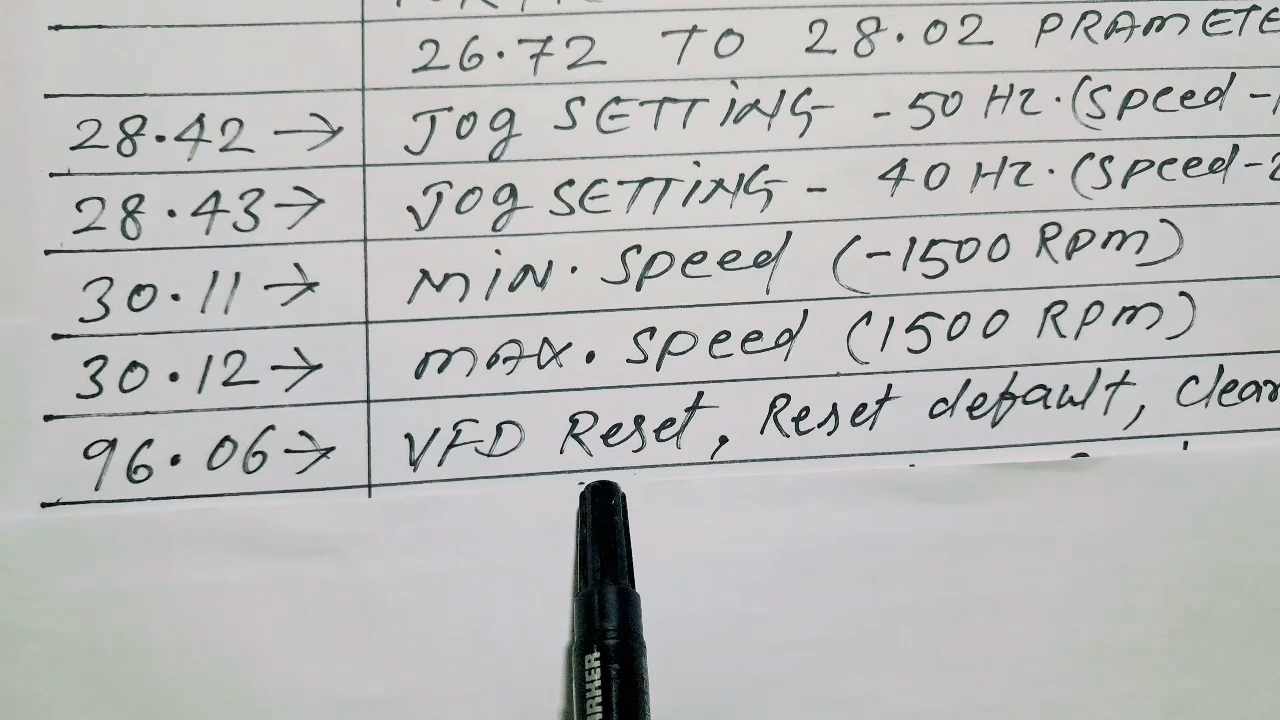 26.72 TO 28.02 PRAMETE
28.42 → Jog SETTING - 50 Hz. (Speed -1
28.43 → Jog SETTING - 40 Hz. (Speed-2
30.11 → MiN. Speed (-1500 RPM)
30.12 → MAX. Speed (1500 RPM)
96.06 → VFD Reset, Reset default, Clear